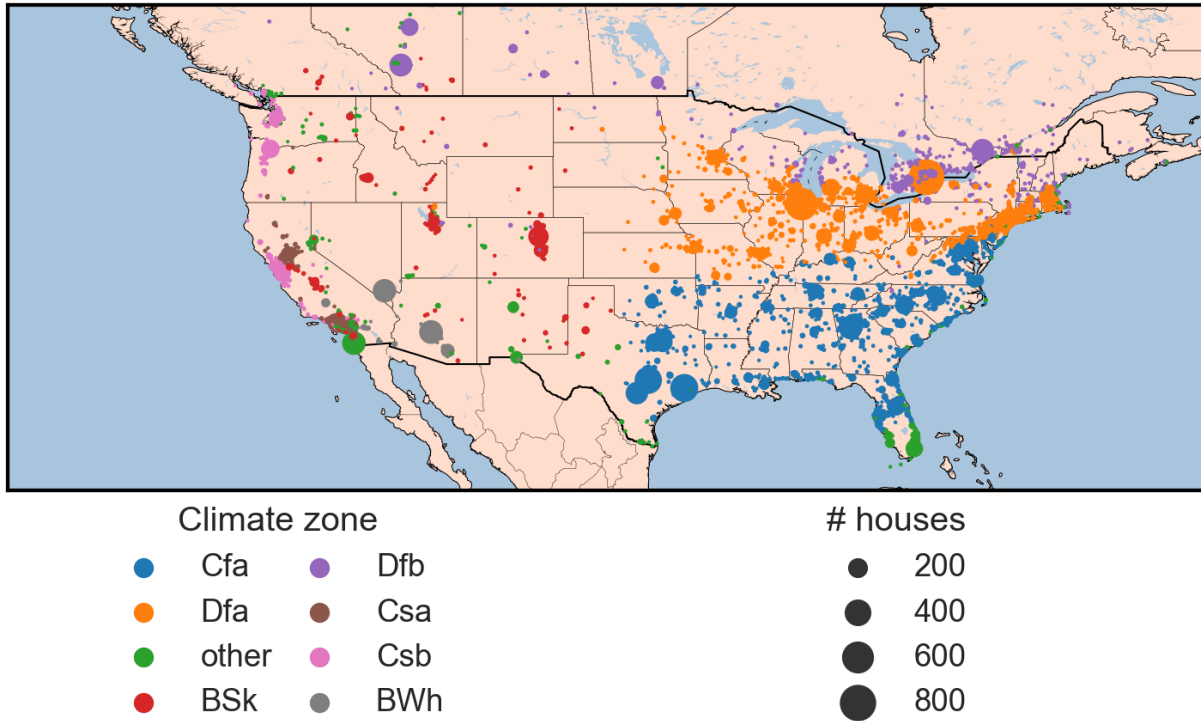 Climate zone
Cfa
Dfa
other
BSk
Dfb
Csa
Csb
BWh
# houses
200
400
600
800